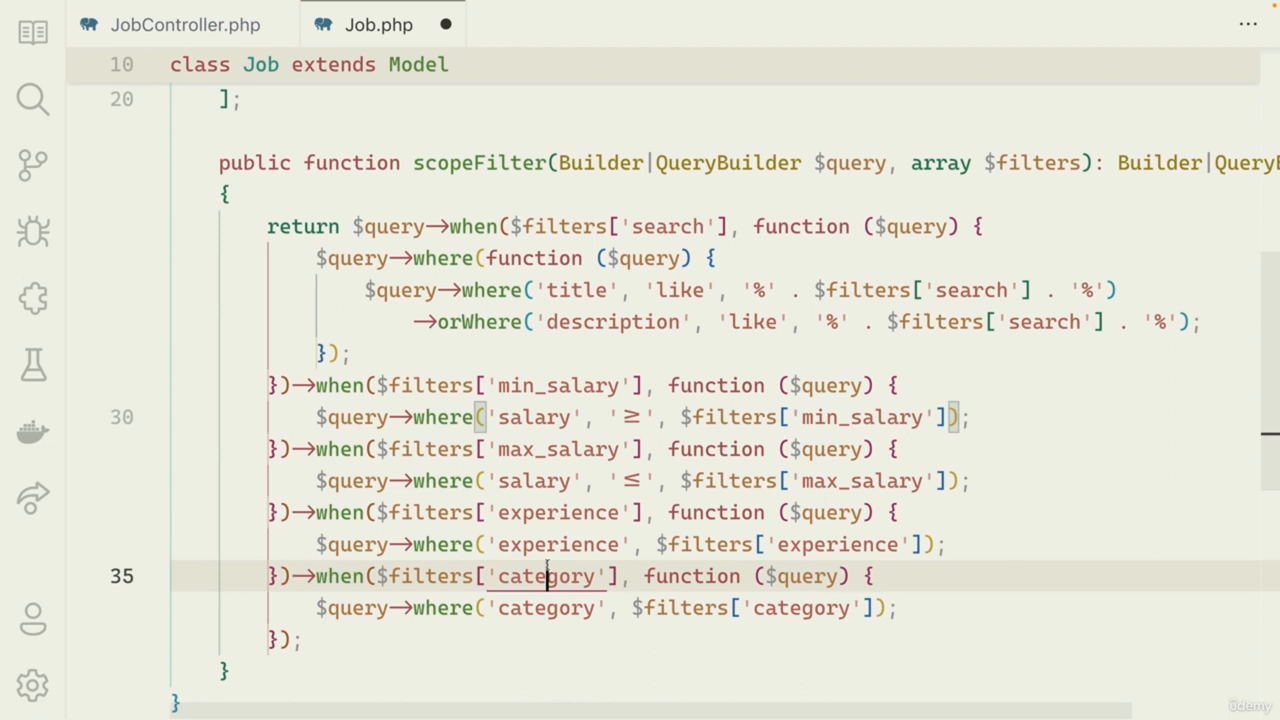 JobController.php
Job.php
10 class Job extends Model
20 ];
public function scopeFilter(Builder|QueryBuilder $query, array $filters): Builder|QueryB
{
return $query->when($filters['search'], function ($query) {
$query->where(function ($query) {
$query->where('title', 'like', '%' . $filters['search'] . '%')
->orWhere('description', 'like', '%' . $filters['search'] . '%');
});
})->when($filters['min_salary'], function ($query) {
30 $query->where('salary', '>=', $filters['min_salary']);
})->when($filters['max_salary'], function ($query) {
$query->where('salary', '<=', $filters['max_salary']);
})->when($filters['experience'], function ($query) {
$query->where('experience', $filters['experience']);
35 })->when($filters['category'], function ($query) {
$query->where('category', $filters['category']);
});
}
}
ûdemy